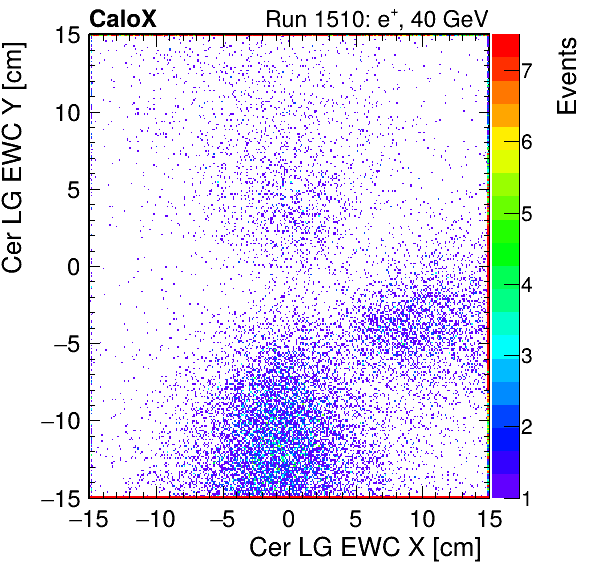 CaloX Run 1510: e+, 40 GeV
Cer LG EWC Y [cm]
15
10
5
0
−5
−10
−15
−15 −10 −5 0 5 10 15
Cer LG EWC X [cm]
Events
7
6
5
4
3
2
1